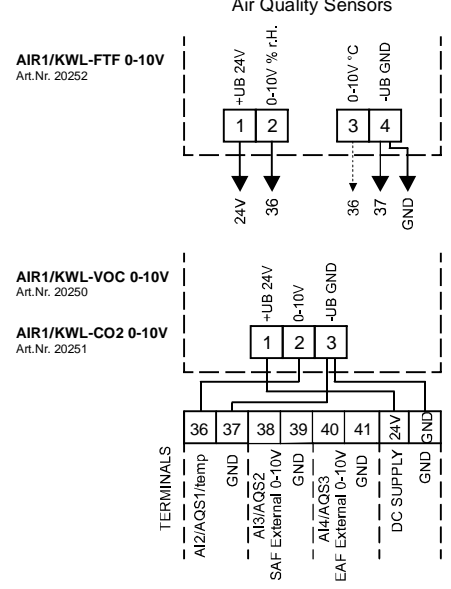 Air Quality Sensors
AIR1/KWL-FTF 0-10V
Art.Nr. 20252
+UB 24V
0-10V % r.H.
0-10V °C
-UB GND
1 2 3 4
24V
36
36
37
GND
AIR1/KWL-VOC 0-10V
Art.Nr. 20250
AIR1/KWL-CO2 0-10V
Art.Nr. 20251
+UB 24V
0-10V
-UB GND
1 2 3
36 37 38 39 40 41 24V GND
TERMINALS
AI2/AQS1/temp
GND
AI3/AQS2
SAF External 0-10V
GND
AI4/AQS3
EAF External 0-10V
GND
DC SUPPLY
GND